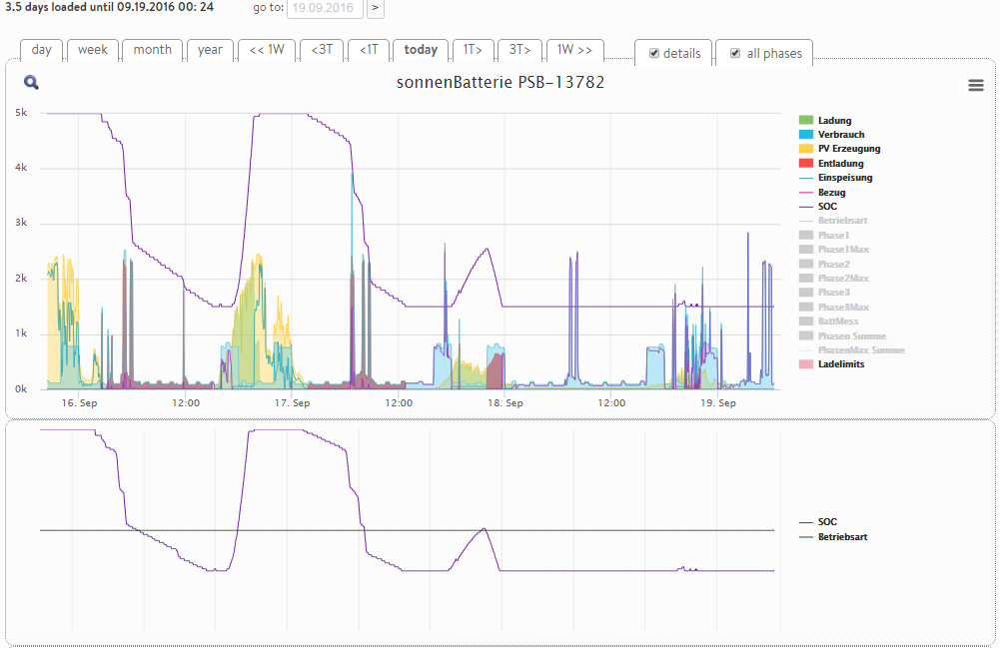 3.5 days loaded until 09.19.2016 00: 24 go to: 19.09.2016 >
day week month year << 1W <3T <1T today 1T> 3T> 1W >> details all phases
sonnenBatterie PSB-13782
5k
4k
3k
2k
1k
0k
16. Sep 12:00 17. Sep 12:00 18. Sep 12:00 19. Sep
Ladung
Verbrauch
PV Erzeugung
Entladung
Einspeisung
Bezug
SOC
Betriebsart
Phase1
Phase1Max
Phase2
Phase2Max
Phase3
Phase3Max
BattMess
Phasen Summe
PhasenMax Summe
Ladelimits
SOC
Betriebsart